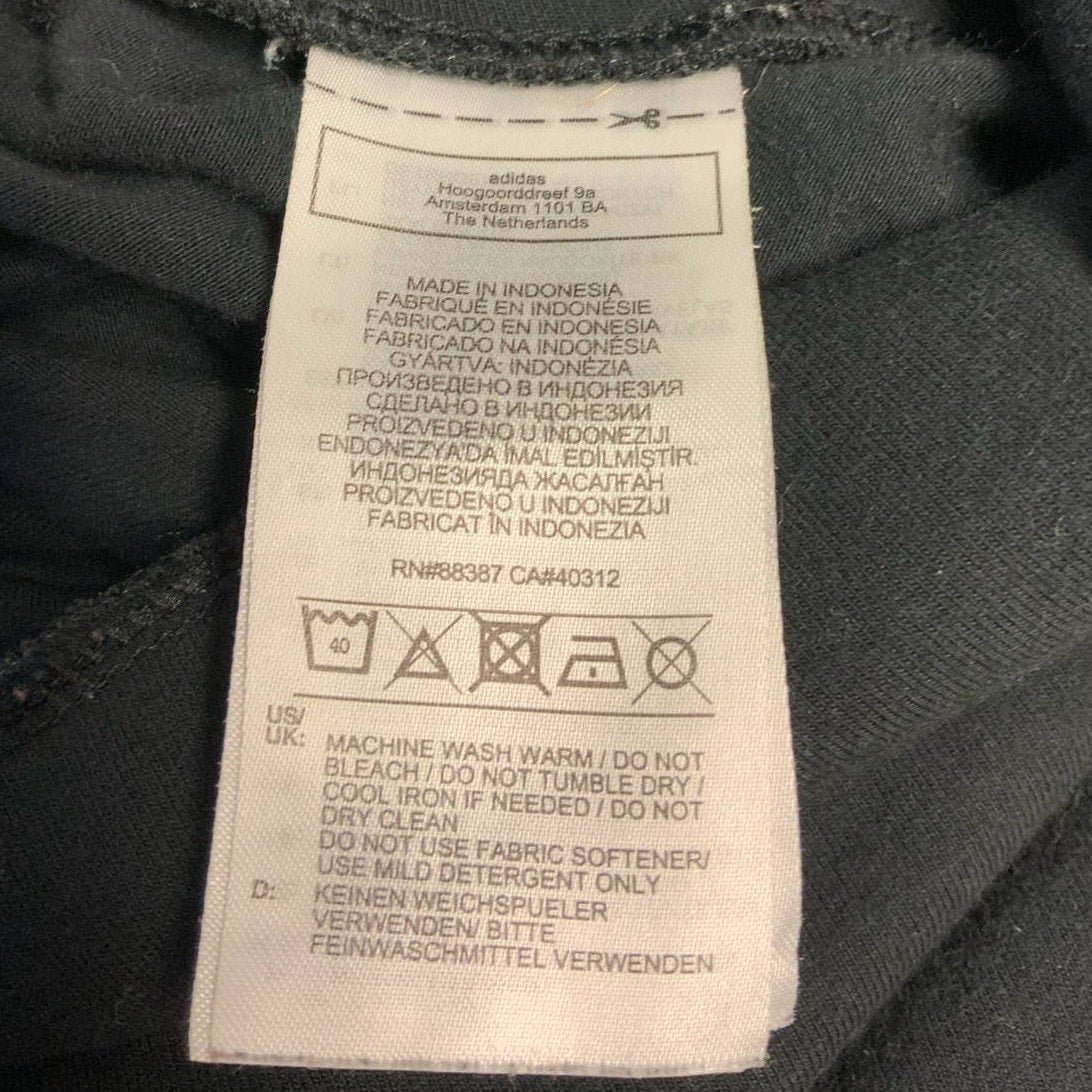 adidas
Hoogoorddreef 9a
Amsterdam 1101 BA
The Netherlands
MADE IN INDONESIA
FABRIQUÉ EN INDONÉSIE
FABRICADO EN INDONESIA
FABRICADO NA INDONÉSIA
GYÁRTVA: INDONÉZIA
ПРОИЗВЕДЕНО В ИНДОНЕЗИЯ
СДЕЛАНО В ИНДОНЕЗИИ
PROIZVEDENO U INDONEZIJI
ENDONEZYA'DA İMAL EDİLMİŞTİR.
ИНДОНЕЗИЯДА ЖАСАЛҒАН
PROIZVEDENO U INDONEZIJI
FABRICAT ÎN INDONEZIA
RN#88387 CA#40312
40
US/
UK: MACHINE WASH WARM / DO NOT
BLEACH / DO NOT TUMBLE DRY /
COOL IRON IF NEEDED / DO NOT
DRY CLEAN
DO NOT USE FABRIC SOFTENER/
USE MILD DETERGENT ONLY
D: KEINEN WEICHSPUELER
VERWENDEN/ BITTE
FEINWASCHMITTEL VERWENDEN